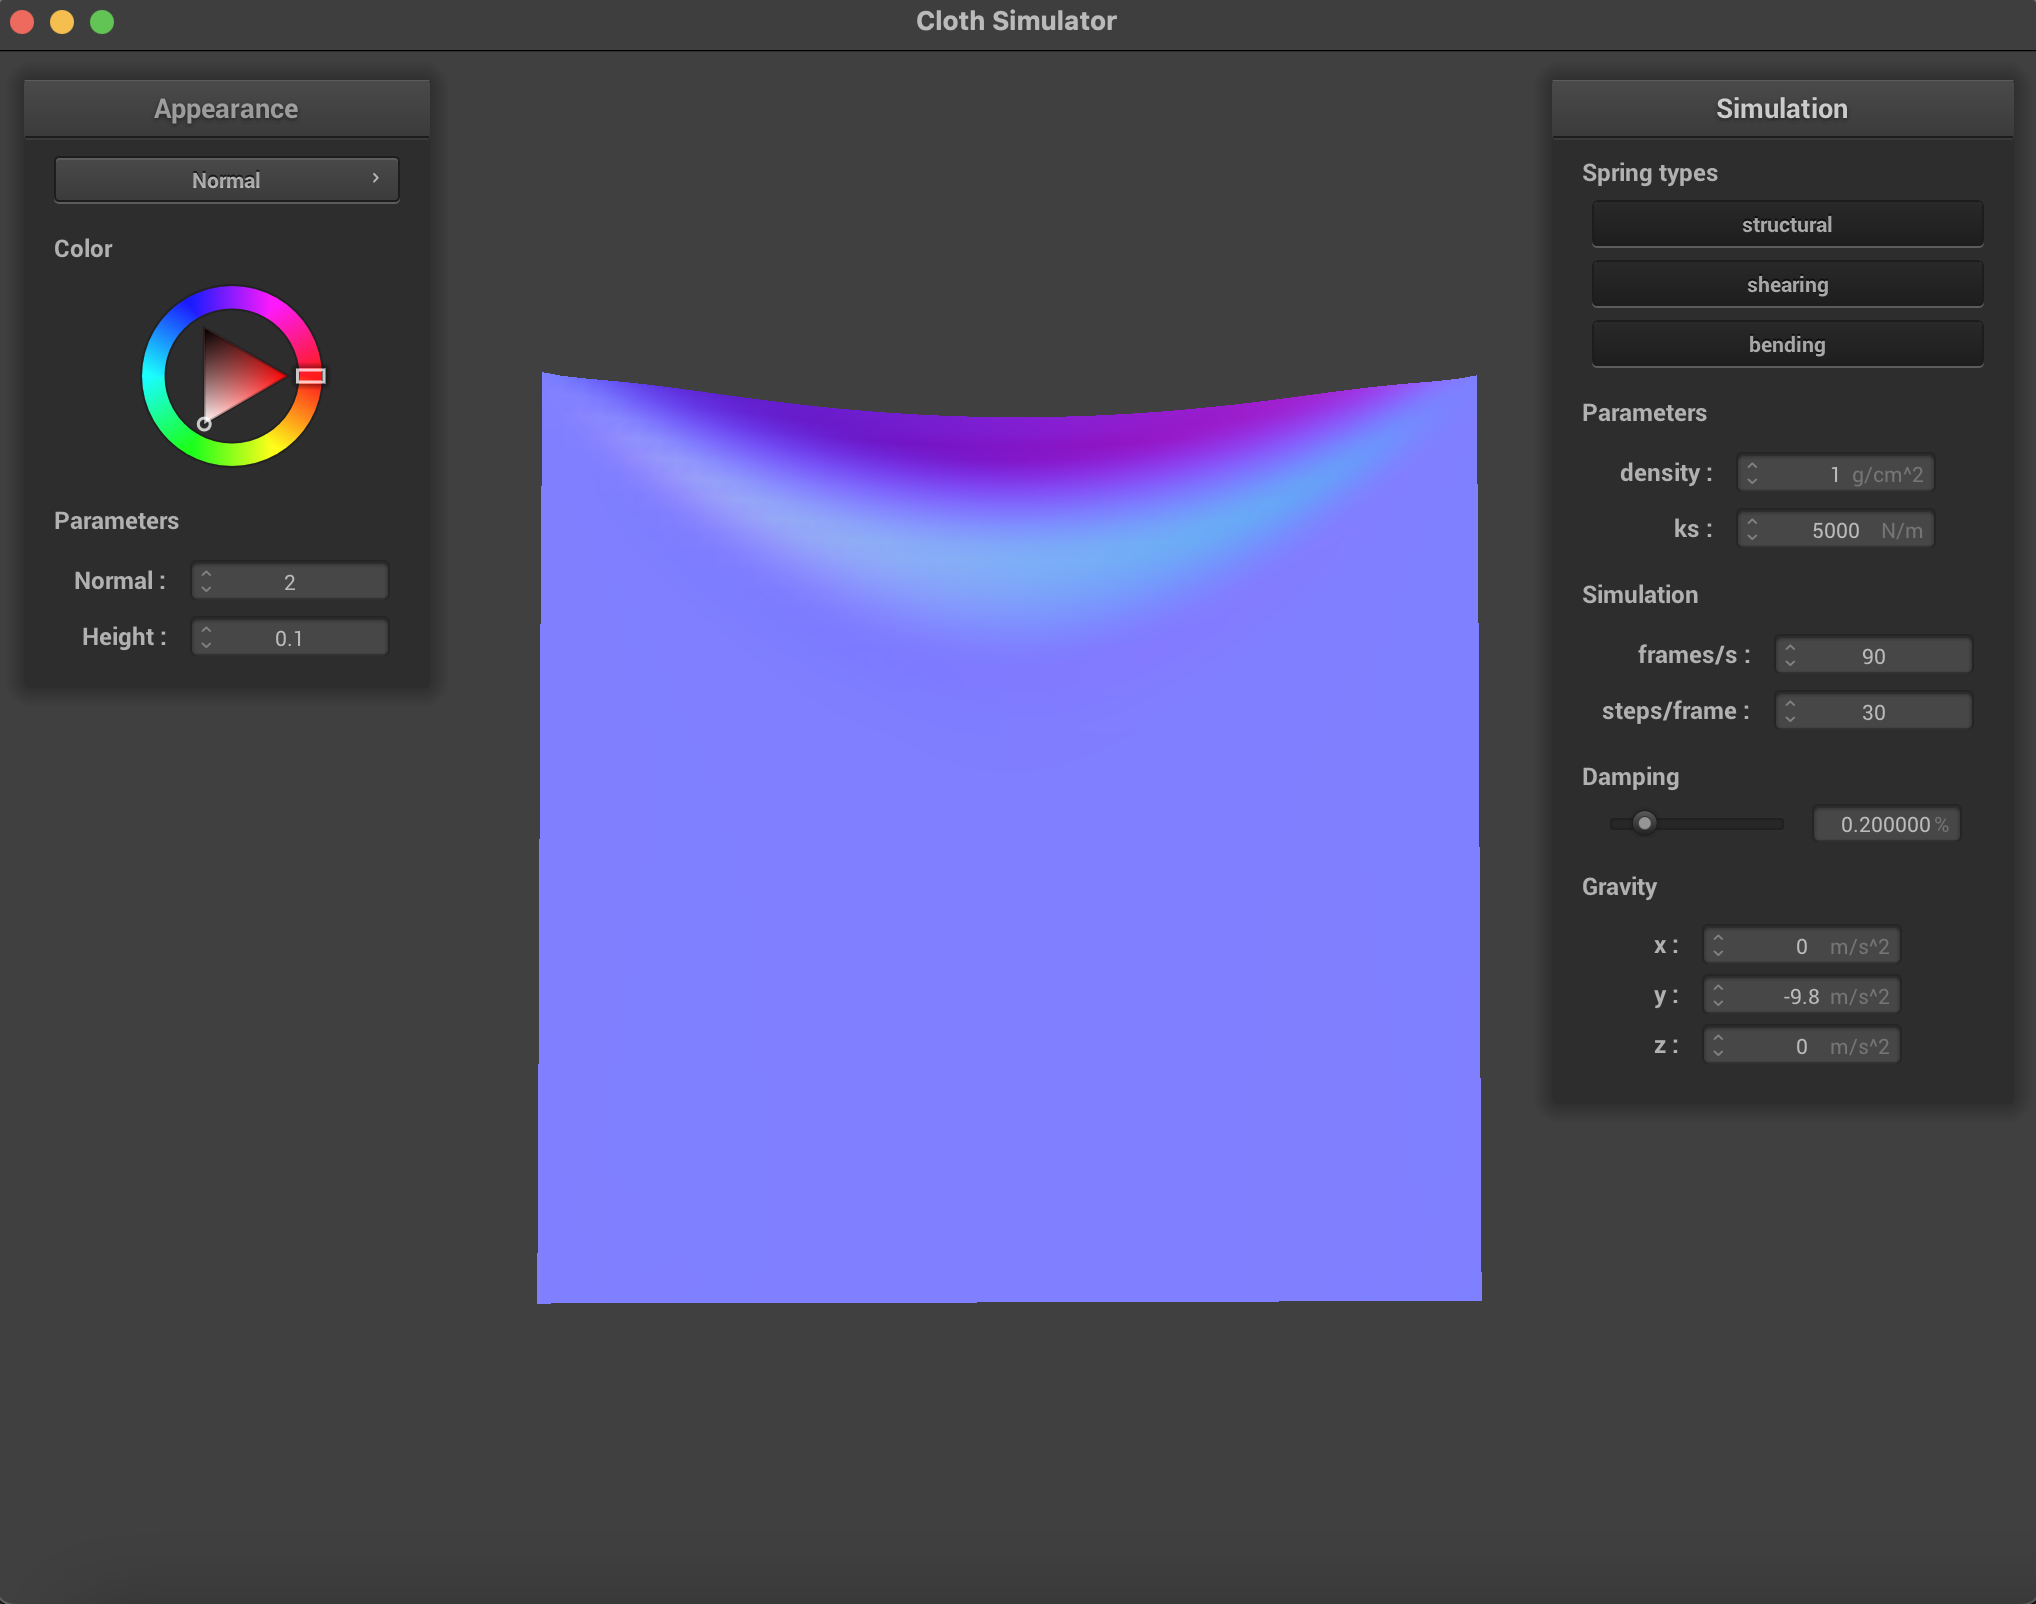 Cloth Simulator
Appearance
Normal
Color
Parameters
Normal : 2
Height : 0.1
Simulation
Spring types
structural
shearing
bending
Parameters
density : 1 g/cm^2
ks : 5000 N/m
Simulation
frames/s : 90
steps/frame : 30
Damping
0.200000 %
Gravity
x : 0 m/s^2
y : -9.8 m/s^2
z : 0 m/s^2